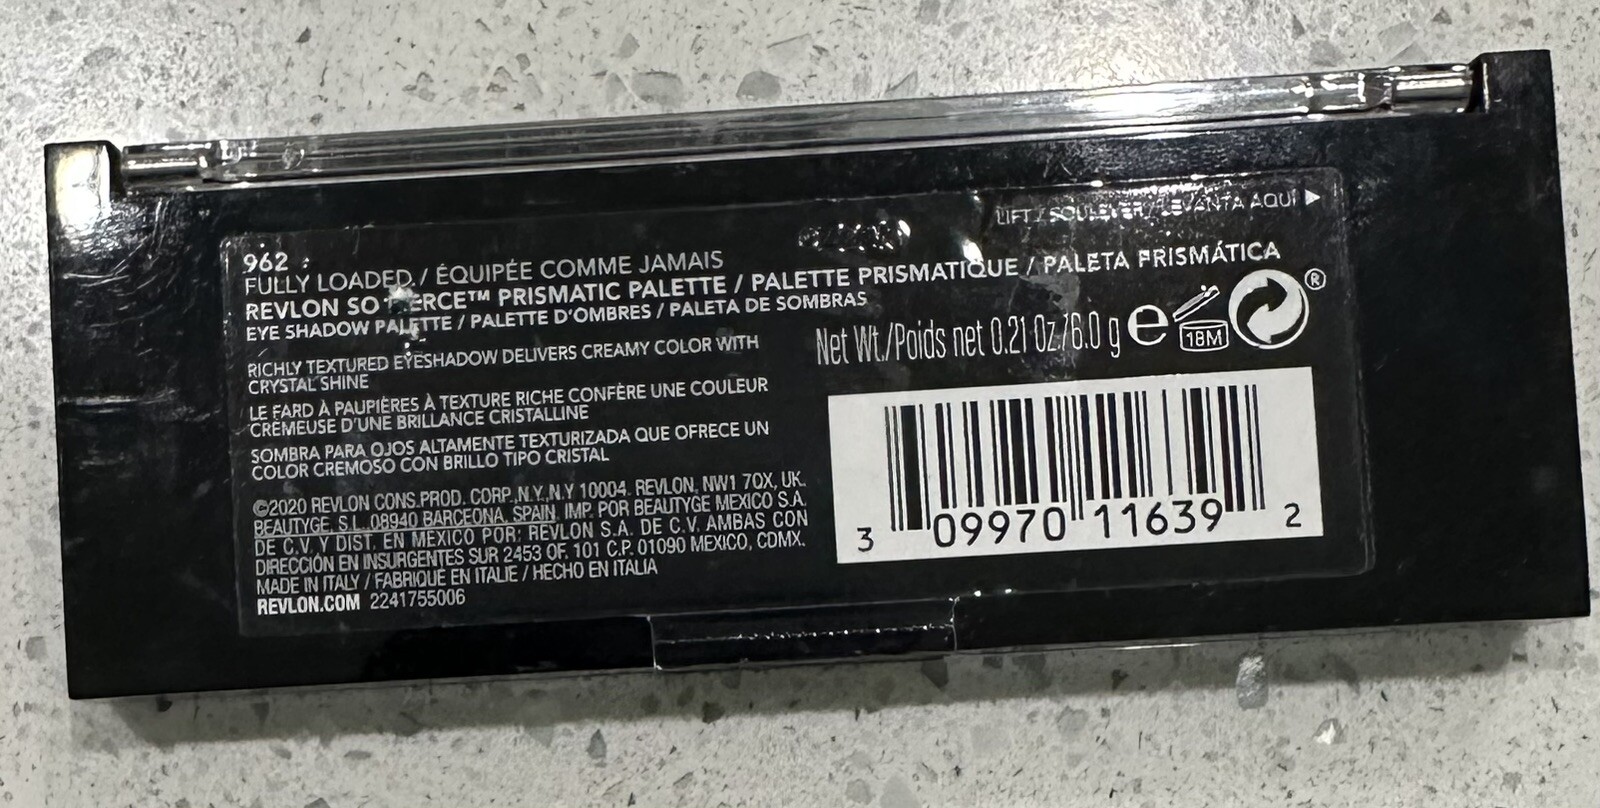 LIFT / SOULEVER / LEVANTA AQUI
962
FULLY LOADED / ÉQUIPÉE COMME JAMAIS
REVLON SO ERCE™ PRISMATIC PALETTE / PALETTE PRISMATIQUE / PALETA PRISMÁTICA
EYE SHADOW PALETTE / PALETTE D'OMBRES / PALETA DE SOMBRAS
Net Wt./Poids net 0.21 Oz./6.0 g e 18M ®
RICHLY TEXTURED EYESHADOW DELIVERS CREAMY COLOR WITH
CRYSTAL SHINE
LE FARD À PAUPIÈRES À TEXTURE RICHE CONFÈRE UNE COULEUR
CRÉMEUSE D'UNE BRILLANCE CRISTALLINE
SOMBRA PARA OJOS ALTAMENTE TEXTURIZADA QUE OFRECE UN
COLOR CREMOSO CON BRILLO TIPO CRISTAL
©2020 REVLON CONS.PROD. CORP.,N.Y.,N.Y 10004. REVLON, NW1 7QX, UK.
BEAUTYGE, S.L. 08940 BARCEONA, SPAIN. IMP. POR BEAUTYGE MEXICO S.A.
DE C.V. Y DIST. EN MEXICO POR: REVLON S.A. DE C.V. AMBAS CON
DIRECCIÓN EN INSURGENTES SUR 2453 OF. 101 C.P. 01090 MEXICO, CDMX.
MADE IN ITALY / FABRIQUÉ EN ITALIE / HECHO EN ITALIA
REVLON.COM 2241755006
3 09970 11639 2